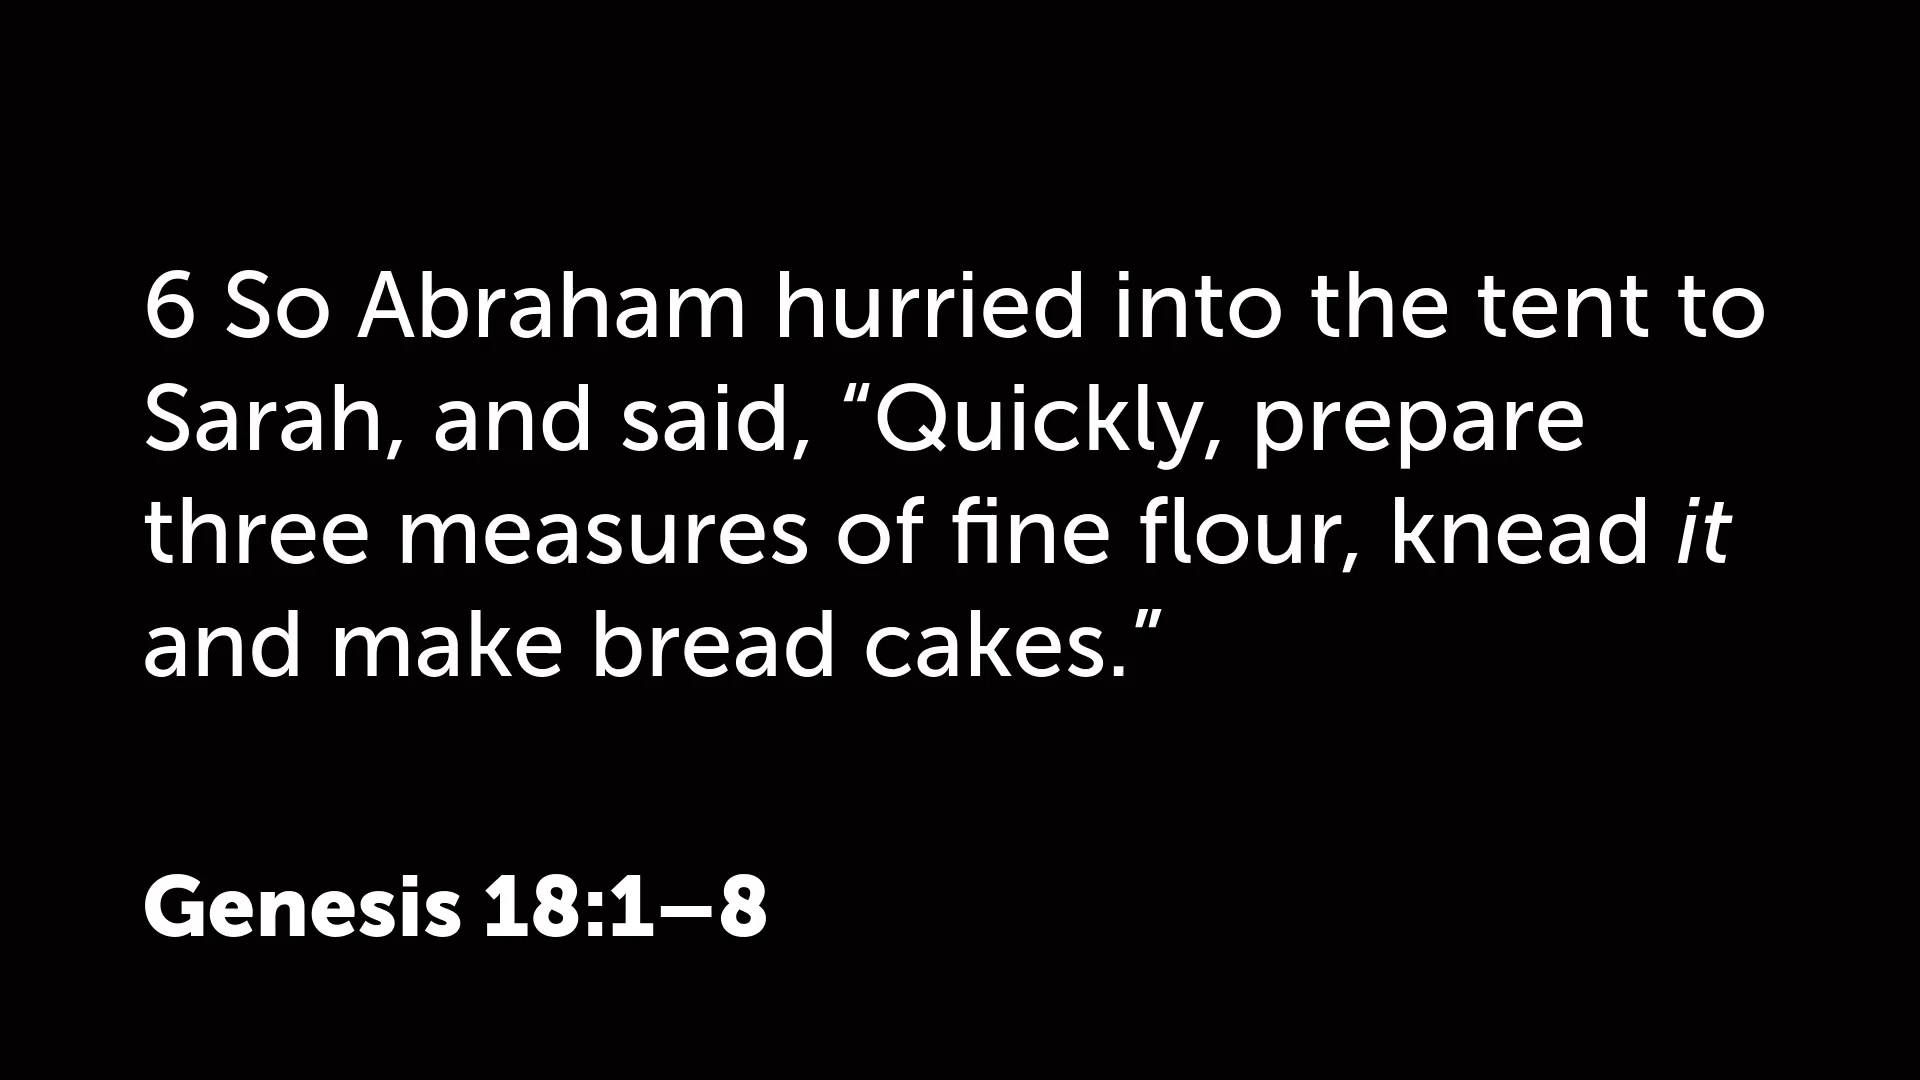 6 So Abraham hurried into the tent to
Sarah, and said, “Quickly, prepare
three measures of fine flour, knead it
and make bread cakes.”
Genesis 18:1–8